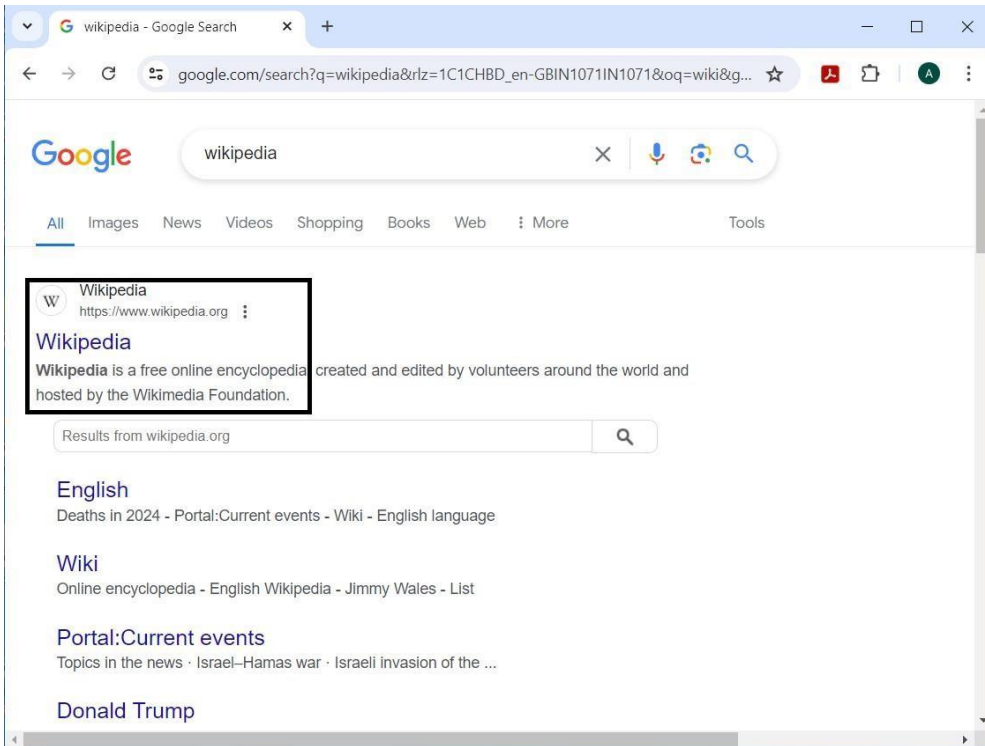 wikipedia - Google Search
google.com/search?q=wikipedia&rlz=1C1CHBD_en-GBIN1071IN1071&oq=wiki&g...
A
Google
wikipedia
All Images News Videos Shopping Books Web More Tools
W
Wikipedia
https://www.wikipedia.org
Wikipedia
Wikipedia is a free online encyclopedia, created and edited by volunteers around the world and
hosted by the Wikimedia Foundation.
Results from wikipedia.org
English
Deaths in 2024 - Portal:Current events - Wiki - English language
Wiki
Online encyclopedia - English Wikipedia - Jimmy Wales - List
Portal:Current events
Topics in the news · Israel–Hamas war · Israeli invasion of the ...
Donald Trump